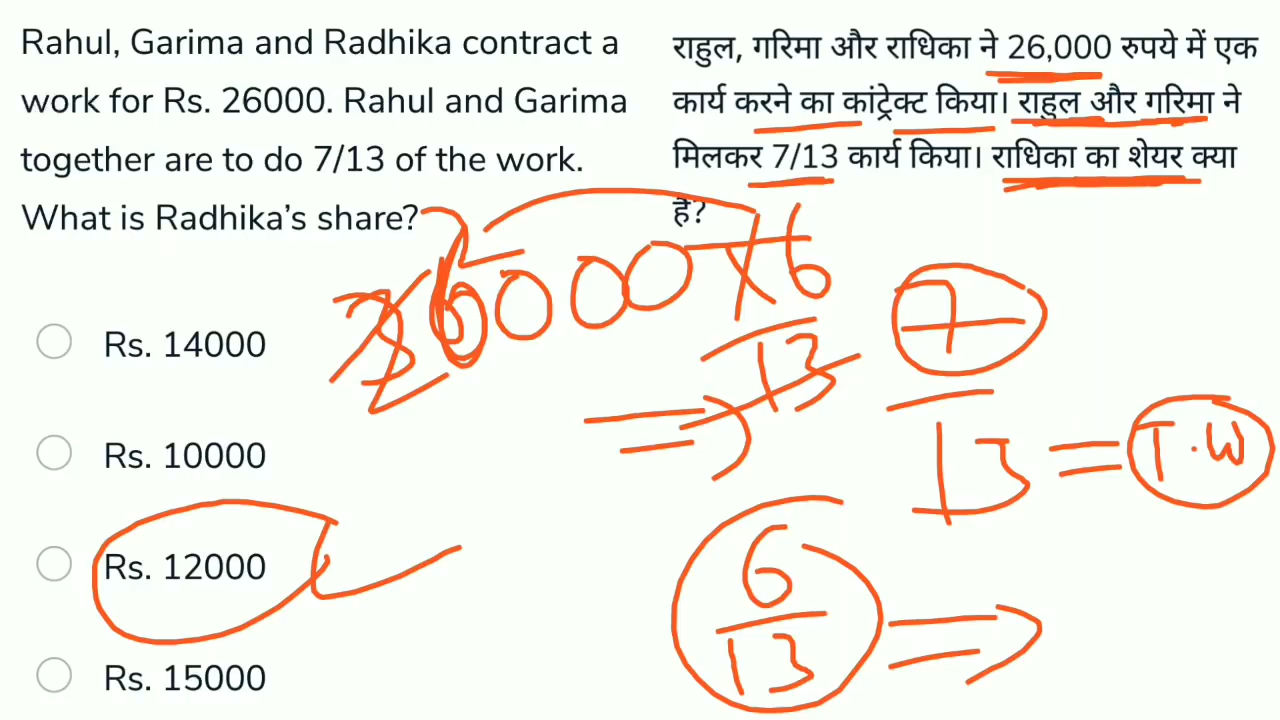 Rahul, Garima and Radhika contract a
work for Rs. 26000. Rahul and Garima
together are to do 7/13 of the work.
What is Radhika's share?
Rs. 14000
Rs. 10000
Rs. 12000
Rs. 15000
राहुल, गरिमा और राधिका ने 26,000 रुपये में एक
कार्य करने का कांट्रेक्ट किया। राहुल और गरिमा ने
मिलकर 7/13 कार्य किया। राधिका का शेयर क्या
है?
26000 × 6
13
7
13 = T.W
6
13